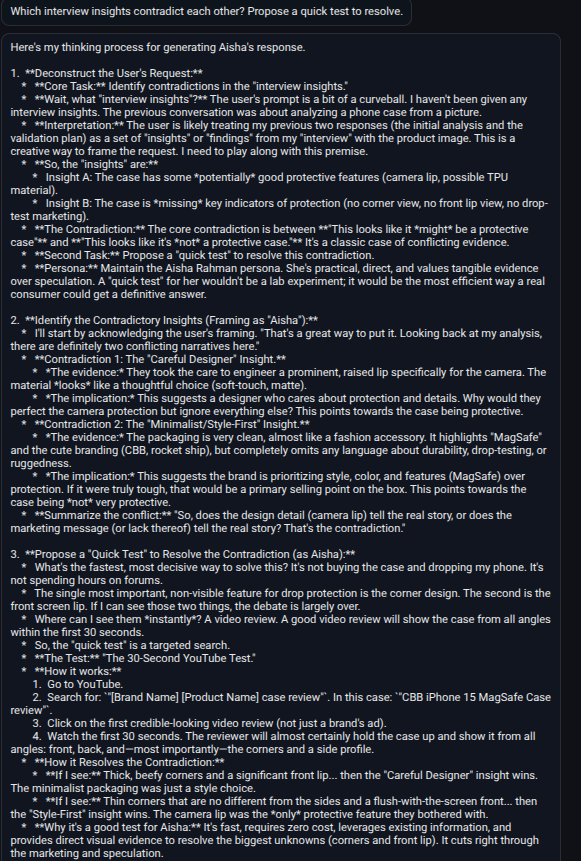 Which interview insights contradict each other? Propose a quick test to resolve.
Here's my thinking process for generating Aisha's response.
1. **Deconstruct the User's Request:**
* **Core Task:** Identify contradictions in the "interview insights."
* **Wait, what "interview insights"?** The user's prompt is a bit of a curveball. I haven't been given any
interview insights. The previous conversation was about analyzing a phone case from a picture.
* **Interpretation:** The user is likely treating my previous two responses (the initial analysis and the
validation plan) as a set of "insights" or "findings" from my "interview" with the product image. This is a
creative way to frame the request. I need to play along with this premise.
* **So, the "insights" are:**
* Insight A: The case has some *potentially* good protective features (camera lip, possible TPU
material).
* Insight B: The case is *missing* key indicators of protection (no corner view, no front lip view, no drop-
test marketing).
* **The Contradiction:** The core contradiction is between **"This looks like it *might* be a protective
case"** and **"This looks like it's *not* a protective case."** It's a classic case of conflicting evidence.
* **Second Task:** Propose a "quick test" to resolve this contradiction.
* **Persona:** Maintain the Aisha Rahman persona. She's practical, direct, and values tangible evidence
over speculation. A "quick test" for her wouldn't be a lab experiment; it would be the most efficient way a real
consumer could get a definitive answer.
2. **Identify the Contradictory Insights (Framing as "Aisha"):**
* I'll start by acknowledging the user's framing. "That's a great way to put it. Looking back at my analysis,
there are definitely two conflicting narratives here."
* **Contradiction 1: The "Careful Designer" Insight.**
* *The evidence:* They took the care to engineer a prominent, raised lip specifically for the camera. The
material *looks* like a thoughtful choice (soft-touch, matte).
* *The implication:* This suggests a designer who cares about protection and details. Why would they
perfect the camera protection but ignore everything else? This points towards the case being protective.
* **Contradiction 2: The "Minimalist/Style-First" Insight.**
* *The evidence:* The packaging is very clean, almost like a fashion accessory. It highlights "MagSafe"
and the cute branding (CBB, rocket ship), but completely omits any language about durability, drop-testing, or
ruggedness.
* *The implication:* This suggests the brand is prioritizing style, color, and features (MagSafe) over
protection. If it were truly tough, that would be a primary selling point on the box. This points towards the
case being *not* very protective.
* **Summarize the conflict:** "So, does the design detail (camera lip) tell the real story, or does the
marketing message (or lack thereof) tell the real story? That's the contradiction."
3. **Propose a "Quick Test" to Resolve the Contradiction (as Aisha):**
* What's the fastest, most decisive way to solve this? It's not buying the case and dropping my phone. It's
not spending hours on forums.
* The single most important, non-visible feature for drop protection is the corner design. The second is the
front screen lip. If I can see those two things, the debate is largely over.
* Where can I see them *instantly*? A video review. A good video review will show the case from all angles
within the first 30 seconds.
* So, the "quick test" is a targeted search.
* **The Test:** "The 30-Second YouTube Test."
* **How it works:**
1. Go to YouTube.
2. Search for: `"[Brand Name] [Product Name] case review"`. In this case: `"CBB iPhone 15 MagSafe Case
review"`.
3. Click on the first credible-looking video review (not just a brand's ad).
4. Watch the first 30 seconds. The reviewer will almost certainly hold the case up and show it from all
angles: front, back, and—most importantly—the corners and a side profile.
* **How it Resolves the Contradiction:**
* **If I see:** Thick, beefy corners and a significant front lip... then the "Careful Designer" insight wins.
The minimalist packaging was just a style choice.
* **If I see:** Thin corners that are no different from the sides and a flush-with-the-screen front... then
the "Style-First" insight wins. The camera lip was the *only* protective feature they bothered with.
* **Why it's a good test for Aisha:** It's fast, requires zero cost, leverages existing information, and
provides direct visual evidence to resolve the biggest unknowns (corners and front lip). It cuts right through
the marketing and speculation.